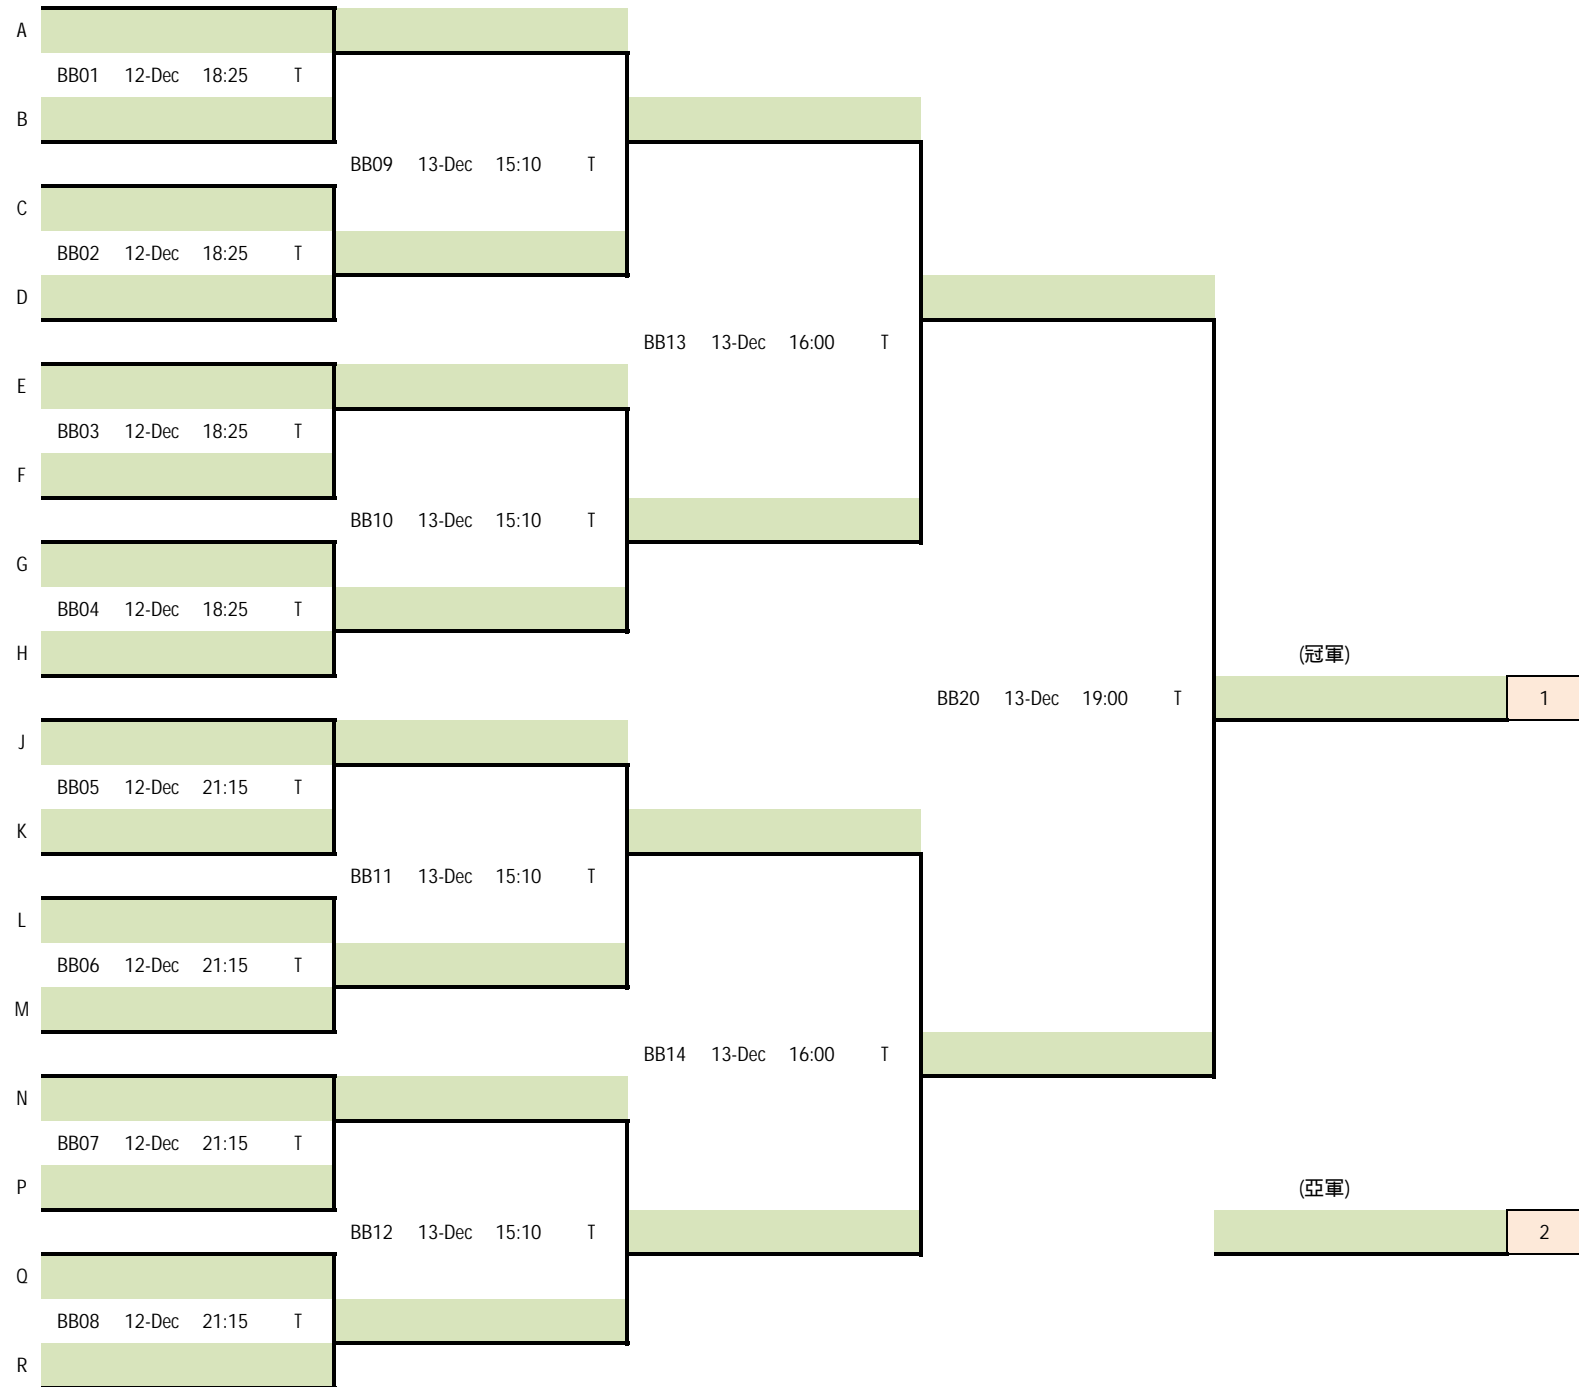 A
BB01 12-Dec 18:25 T
B
BB09 13-Dec 15:10 T
C
BB02 12-Dec 18:25 T
D
BB13 13-Dec 16:00 T
E
BB03 12-Dec 18:25 T
F
BB10 13-Dec 15:10 T
G
BB04 12-Dec 18:25 T
H
(冠軍)
BB20 13-Dec 19:00 T
1
J
BB05 12-Dec 21:15 T
K
BB11 13-Dec 15:10 T
L
BB06 12-Dec 21:15 T
M
BB14 13-Dec 16:00 T
N
BB07 12-Dec 21:15 T
P
(亞軍)
BB12 13-Dec 15:10 T
2
Q
BB08 12-Dec 21:15 T
R